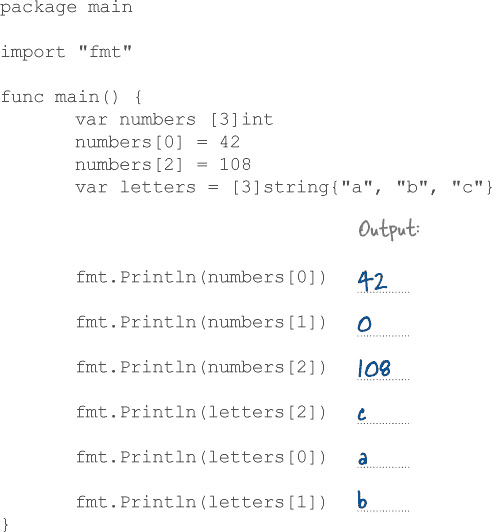 package main
import "fmt"
func main() {
var numbers [3]int
numbers[0] = 42
numbers[2] = 108
var letters = [3]string{"a", "b", "c"}
Output:
fmt.Println(numbers[0]) 42
fmt.Println(numbers[1]) 0
fmt.Println(numbers[2]) 108
fmt.Println(letters[2]) c
fmt.Println(letters[0]) a
fmt.Println(letters[1]) b
}